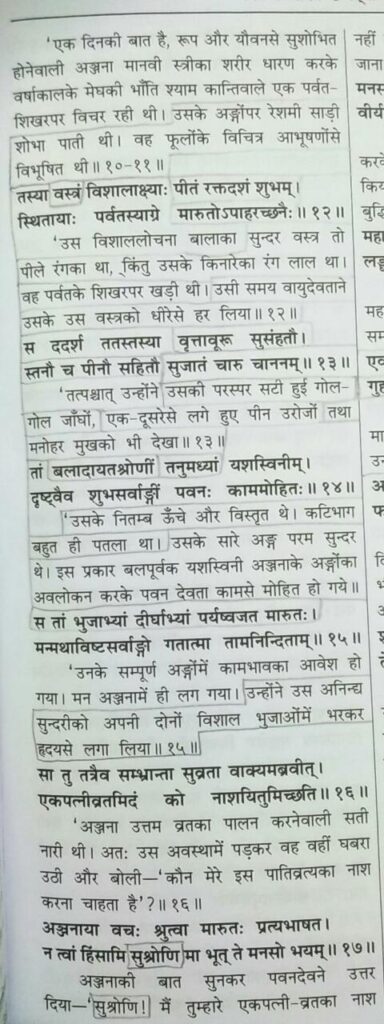 'एक दिनकी बात है, रूप और यौवनसे सुशोभित
होनेवाली अञ्जना मानवी स्त्रीका शरीर धारण करके
वर्षाकालके मेघकी भाँति श्याम कान्तिवाले एक पर्वत-
शिखरपर विचर रही थी। उसके अङ्गोंपर रेशमी साड़ी
शोभा पाती थी। वह फूलोंके विचित्र आभूषणोंसे
विभूषित थी॥ १०-११॥
तस्या वस्त्रं विशालाक्ष्याः पीतं रक्तदशं शुभम्।
स्थितायाः पर्वतस्याग्रे मारुतोऽपाहरच्छनैः॥ १२॥
'उस विशाललोचना बालाका सुन्दर वस्त्र तो
पीले रंगका था, किंतु उसके किनारेका रंग लाल था।
वह पर्वतके शिखरपर खड़ी थी। उसी समय वायुदेवताने
उसके उस वस्त्रको धीरेसे हर लिया॥ १२॥
स ददर्श ततस्तस्या वृत्तावूरू सुसंहतौ।
स्तनौ च पीनौ सहितौ सुजातं चारु चाननम्॥ १३॥
'तत्पश्चात् उन्होंने उसकी परस्पर सटी हुई गोल-
गोल जाँघों, एक-दूसरेसे लगे हुए पीन उरोजों तथा
मनोहर मुखको भी देखा॥ १३॥
तां बलादायतश्रोणीं तनुमध्यां यशस्विनीम्।
दृष्ट्वैव शुभसर्वाङ्गीं पवनः काममोहितः॥ १४॥
'उसके नितम्ब ऊँचे और विस्तृत थे। कटिभाग
बहुत ही पतला था। उसके सारे अङ्ग परम सुन्दर
थे। इस प्रकार बलपूर्वक यशस्विनी अञ्जनाके अङ्गोंका
अवलोकन करके पवन देवता कामसे मोहित हो गये॥
स तां भुजाभ्यां दीर्घाभ्यां पर्यष्वजत मारुतः।
मन्मथाविष्टसर्वाङ्गो गतात्मा तामनिन्दिताम्॥ १५॥
'उनके सम्पूर्ण अङ्गोंमें कामभावका आवेश हो
गया। मन अञ्जनामें ही लग गया। उन्होंने उस अनिन्द्य
सुन्दरीको अपनी दोनों विशाल भुजाओंमें भरकर
हृदयसे लगा लिया॥ १५॥
सा तु तत्रैव सम्भ्रान्ता सुव्रता वाक्यमब्रवीत्।
एकपत्नीव्रतमिदं को नाशयितुमिच्छति॥ १६॥
'अञ्जना उत्तम व्रतका पालन करनेवाली सती
नारी थी। अतः उस अवस्थामें पड़कर वह वहीं घबरा
उठी और बोली—'कौन मेरे इस पातिव्रत्यका नाश
करना चाहता है'?॥ १६॥
अञ्जनाया वचः श्रुत्वा मारुतः प्रत्यभाषत।
न त्वां हिंसामि सुश्रोणि मा भूत् ते मनसो भयम्॥ १७॥
अञ्जनाकी बात सुनकर पवनदेवने उत्तर
दिया—'सुश्रोणि! मैं तुम्हारे एकपत्नी-व्रतका नाश
नहीं
जाना
मनस
वीर्य
करवे
बुद्धि
महा
लङ्
मह
सम
एव
गुह
मा
उन
अ
फ